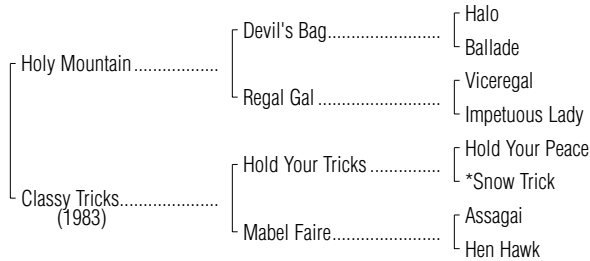 Halo
Devil's Bag
Ballade
Holy Mountain
Viceregal
Regal Gal
Impetuous Lady
Hold Your Peace
Hold Your Tricks
*Snow Trick
Classy Tricks
(1983)
Assagai
Mabel Faire
Hen Hawk